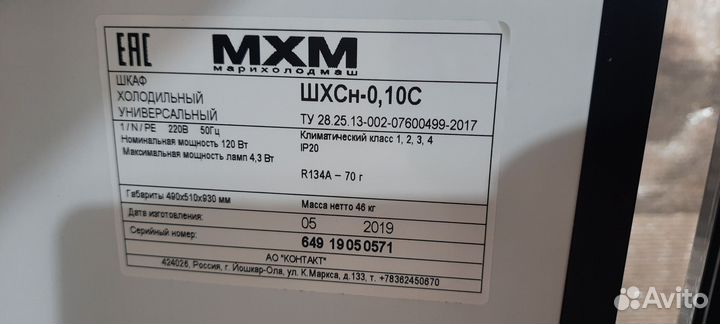 EAC МХМ
марихолодмаш
ШКАФ
ХОЛОДИЛЬНЫЙ
УНИВЕРСАЛЬНЫЙ
ШХСн-0,10С
ТУ 28.25.13-002-07600499-2017
1/N/PE 220В 50Гц
Номинальная мощность 120 Вт
Максимальная мощность ламп 4,3 Вт
Климатический класс 1, 2, 3, 4
IP20
R134A – 70 г
Габариты 490х510х930 мм
Масса нетто 46 кг
Дата изготовления: 05 2019
Серийный номер: 649 19050571
АО "КОНТАКТ"
424026, Россия, г. Йошкар-Ола, ул. К.Маркса, д.133, т. +78362450670
Avito